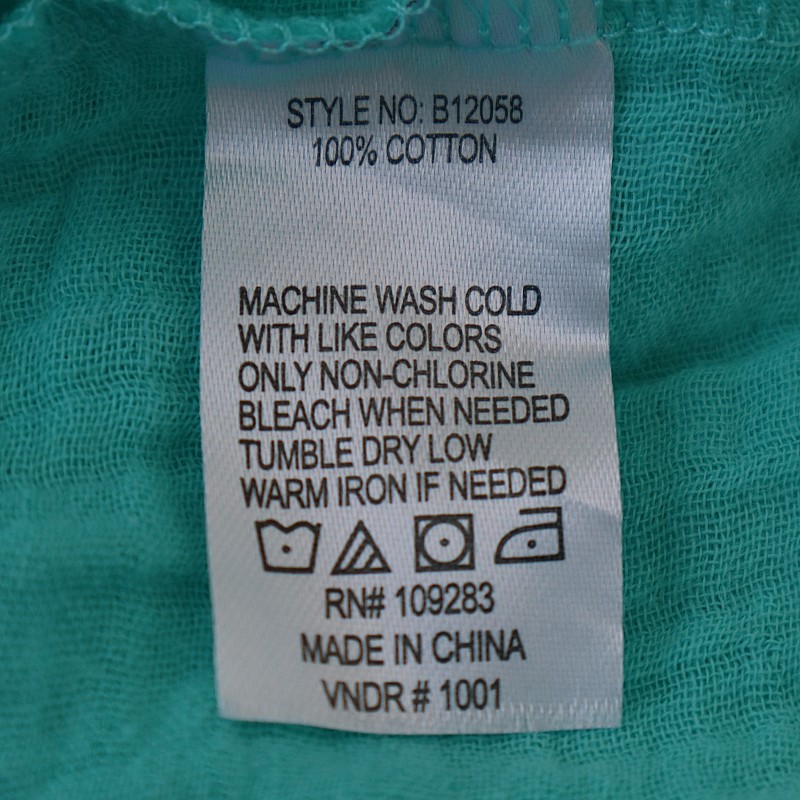 STYLE NO: B12058
100% COTTON
MACHINE WASH COLD
WITH LIKE COLORS
ONLY NON-CHLORINE
BLEACH WHEN NEEDED
TUMBLE DRY LOW
WARM IRON IF NEEDED
RN# 109283
MADE IN CHINA
VNDR # 1001